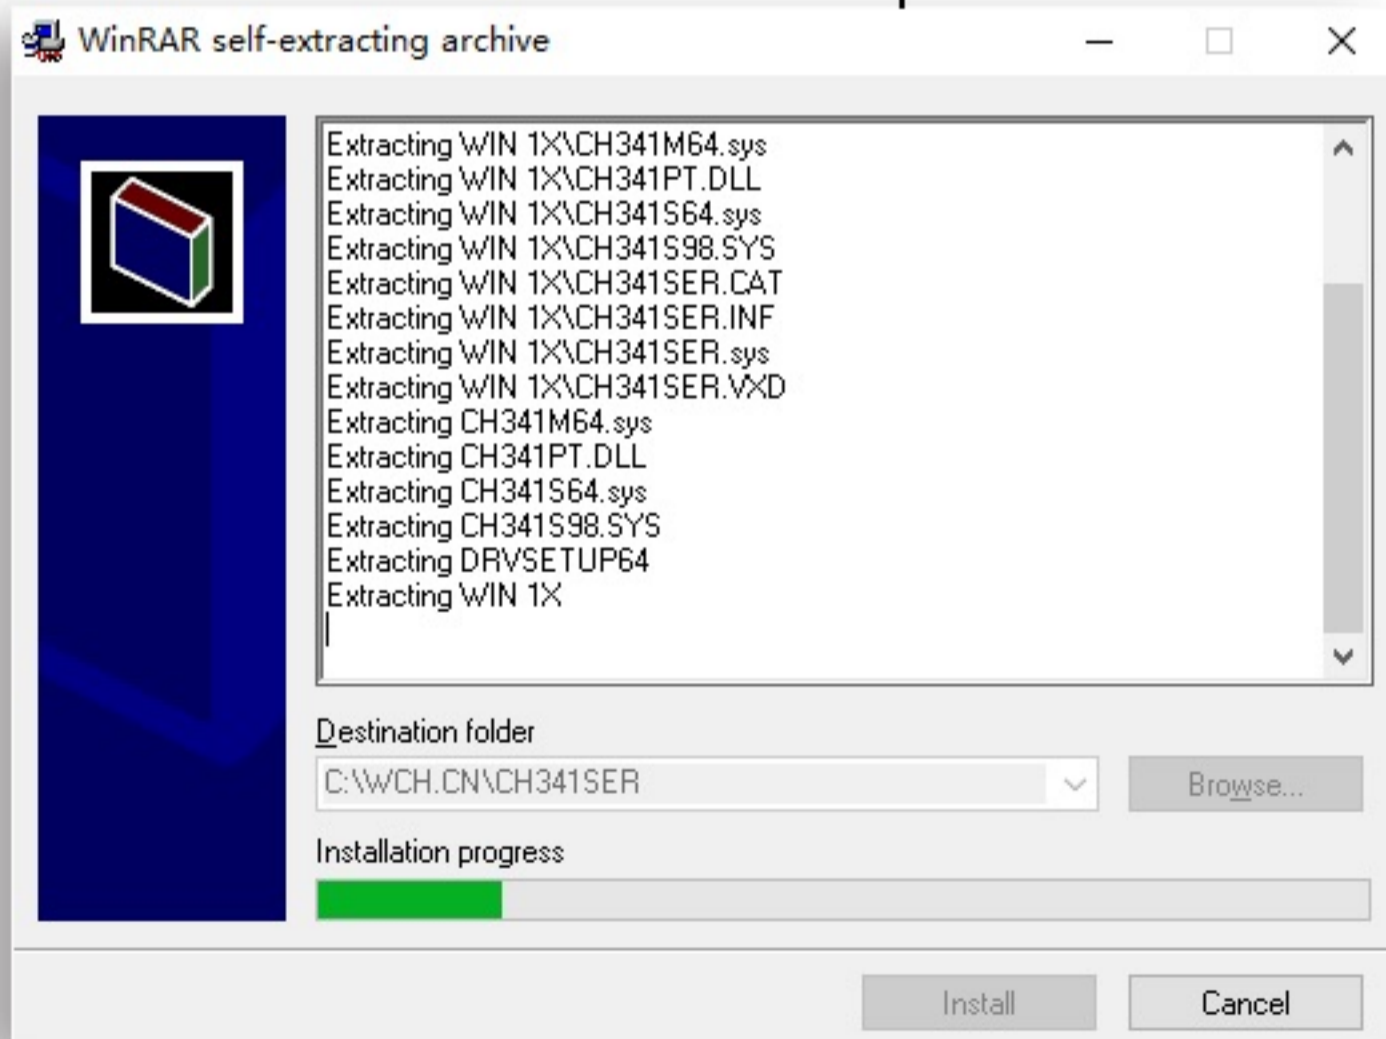 WinRAR self-extracting archive
Extracting WIN 1X\CH341M64.sys
Extracting WIN 1X\CH341PT.DLL
Extracting WIN 1X\CH341S64.sys
Extracting WIN 1X\CH341S98.SYS
Extracting WIN 1X\CH341SER.CAT
Extracting WIN 1X\CH341SER.INF
Extracting WIN 1X\CH341SER.sys
Extracting WIN 1X\CH341SER.VXD
Extracting CH341M64.sys
Extracting CH341PT.DLL
Extracting CH341S64.sys
Extracting CH341S98.SYS
Extracting DRVSETUP64
Extracting WIN 1X
Destination folder
C:\WCH.CN\CH341SER
Browse...
Installation progress
Install
Cancel